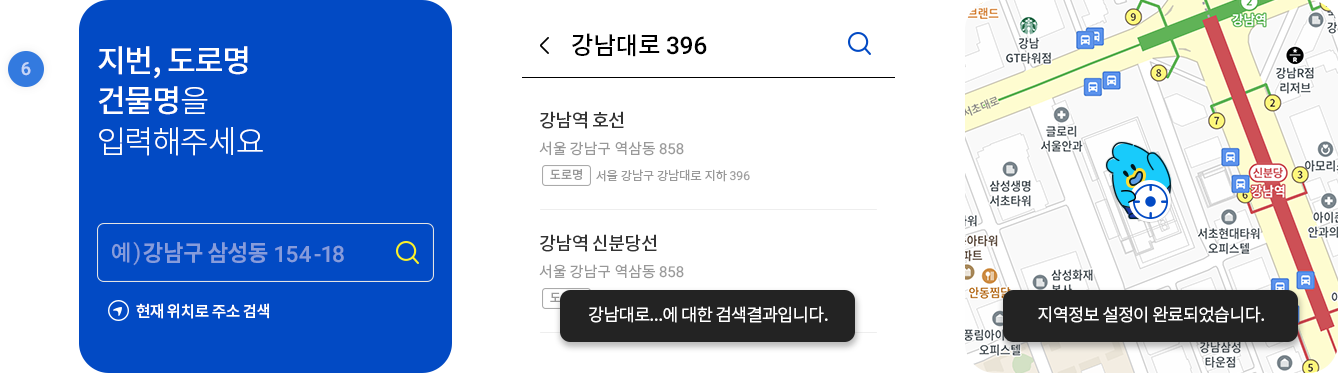 6
지번, 도로명
건물명을
입력해주세요
예) 강남구 삼성동 154-18
현재 위치로 주소 검색
강남대로 396
강남역 호선
서울 강남구 역삼동 858
도로명 서울 강남구 강남대로 지하 396
강남역 신분당선
서울 강남구 역삼동 858
강남대로...에 대한 검색결과입니다.
브랜드
9
2
강남역
강남
GT타워점
8
강남R점
리저브
서초대로
2
7
글로리
서울안과
아모리
신분당
강남역
3
6
삼성생명
서초타워
아이
안과의
서초현대타워
오피스텔
타워
파트
안동찜닭
삼성화재
지역정보 설정이 완료되었습니다.
풍림아이
오피스텔
강남삼성
타운점
5